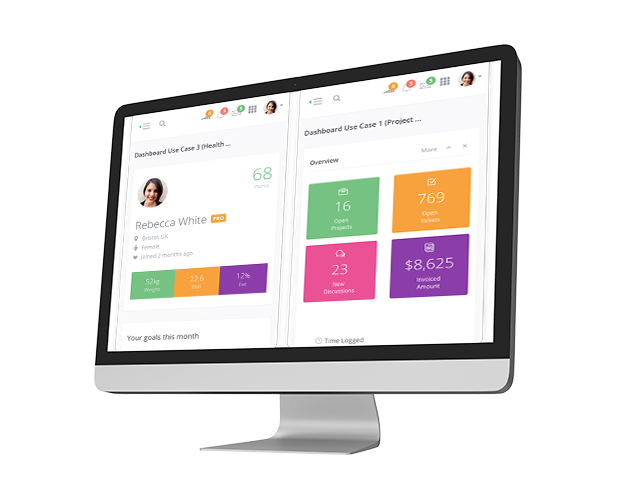 Dashboard Use Case 3 (Health ...
68
Points
Rebecca White PRO
Bristol, UK
Female
Joined 2 months ago
52kg
Weight
22.6
BMI
12%
Fat
Your goals this month
Dashboard Use Case 1 (Project ...
Overview
More
16
Open
Projects
769
Open
Tickets
23
New
Discussions
$8,625
Invoiced
Amount
Time Logged